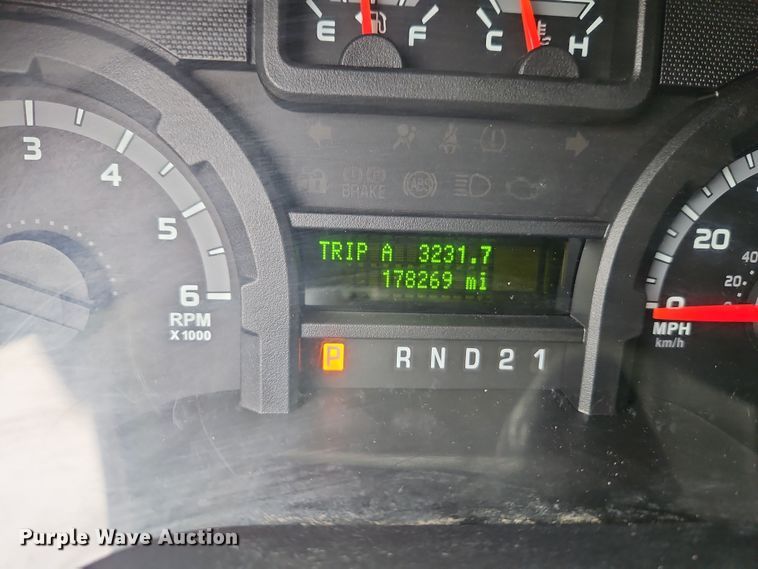 E F C H
3
4
5
6
RPM
X1000
BRAKE
ABS
TRIP A 3231.7
178269 mi
P R N D 2 1
20
0
MPH
km/h
40
20
0
Purple Wave Auction